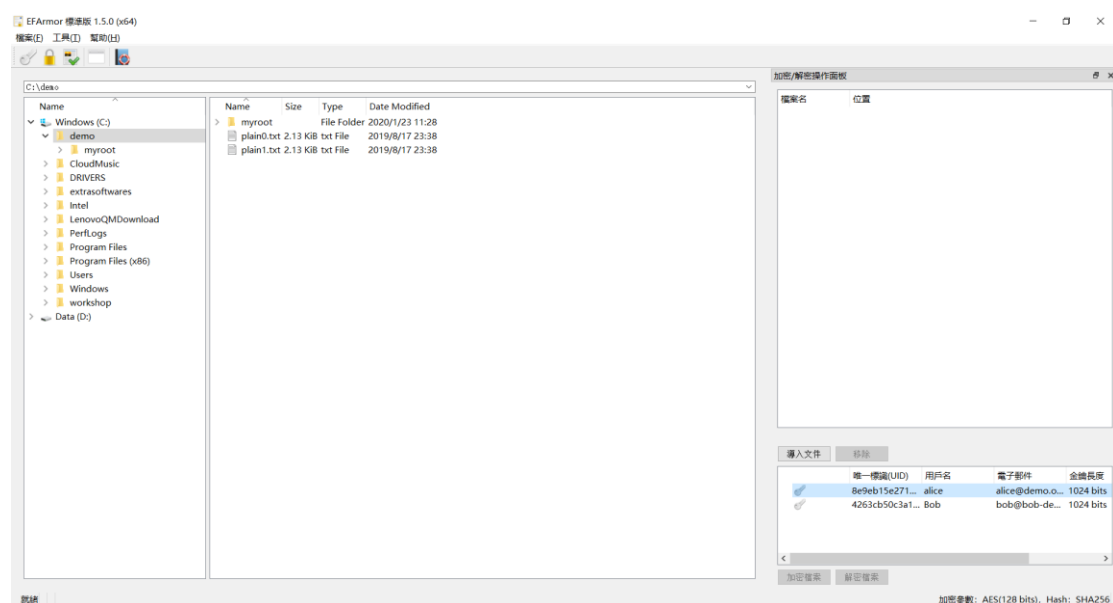 EFArmor 標準版 1.5.0 (x64)
檔案(F) 工具(T) 幫助(H)
C:\demo
Name
Windows (C:)
demo
myroot
CloudMusic
DRIVERS
extrasoftwares
Intel
LenovoQMDownload
PerfLogs
Program Files
Program Files (x86)
Users
Windows
workshop
Data (D:)
Name Size Type Date Modified
myroot File Folder 2020/1/23 11:28
plain0.txt 2.13 KiB txt File 2019/8/17 23:38
plain1.txt 2.13 KiB txt File 2019/8/17 23:38
加密/解密操作面板
檔案名 位置
導入文件 移除
唯一標識(UID) 用戶名 電子郵件 金鑰長度
8e9eb15e271... alice alice@demo.o... 1024 bits
4263cb50c3a1... Bob bob@bob-de... 1024 bits
加密檔案 解密檔案
就緒
加密參數: AES(128 bits), Hash: SHA256